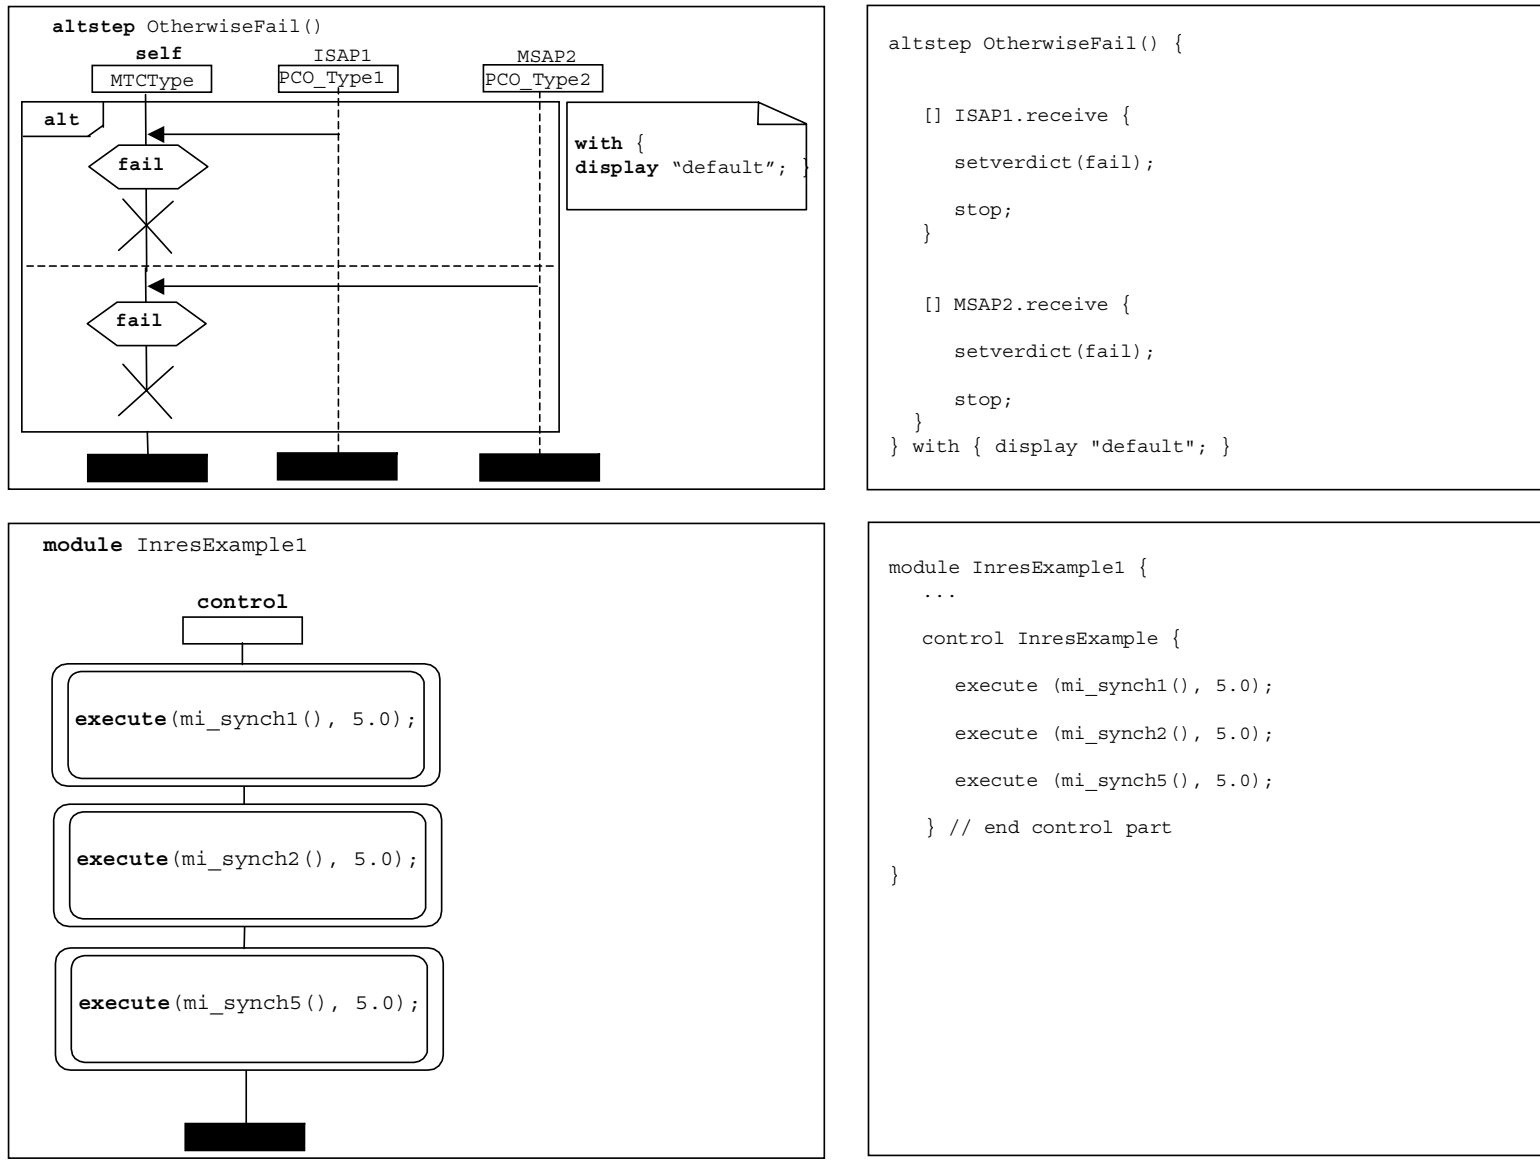 altstep OtherwiseFail()
self ISAP1 MSAP2
MTCType PCO_Type1 PCO_Type2
alt
fail
fail
with {
display “default”; }
altstep OtherwiseFail() {
[] ISAP1.receive {
setverdict(fail);
stop;
}
[] MSAP2.receive {
setverdict(fail);
stop;
}
} with { display "default"; }
module InresExample1
control
execute(mi_synch1(), 5.0);
execute(mi_synch2(), 5.0);
execute(mi_synch5(), 5.0);
module InresExample1 {
...
control InresExample {
execute (mi_synch1(), 5.0);
execute (mi_synch2(), 5.0);
execute (mi_synch5(), 5.0);
} // end control part
}